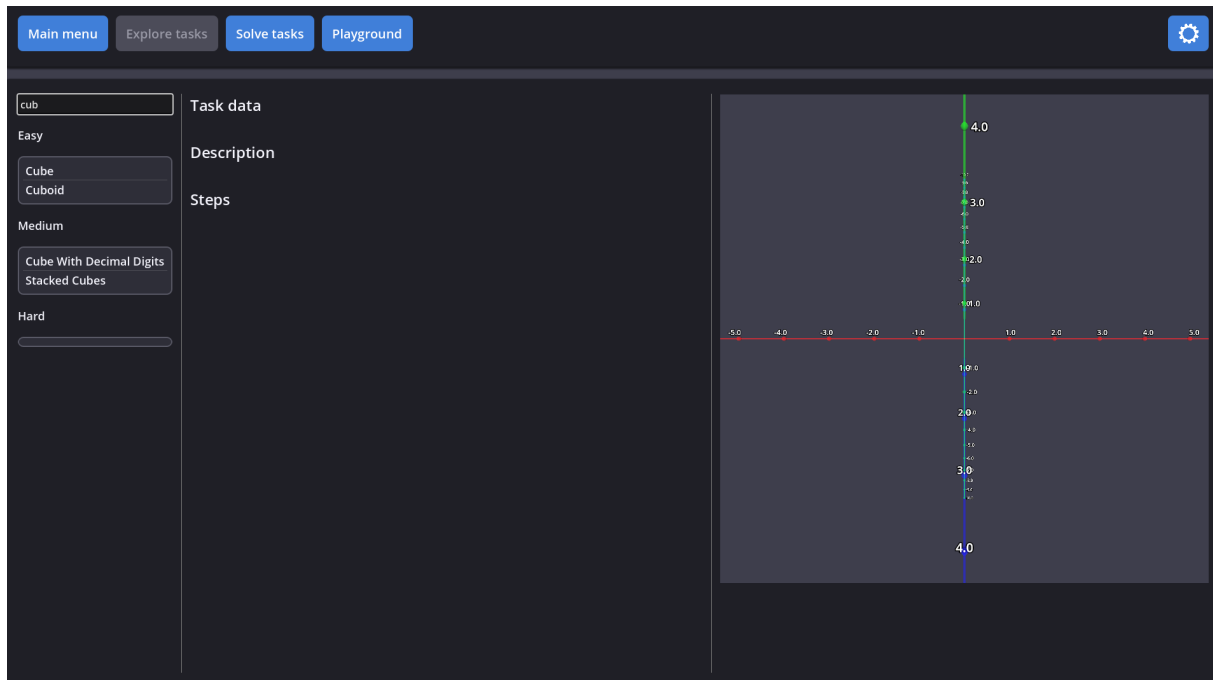 Main menu
Explore tasks
Solve tasks
Playground
cub
Easy
Cube
Cuboid
Medium
Cube With Decimal Digits
Stacked Cubes
Hard
Task data
Description
Steps
4.0
3.0
2.0
2.0
1.0
-5.0 -4.0 -3.0 -2.0 -1.0 1.0 2.0 3.0 4.0 5.0
-2.0
2.0
3.0
4.0